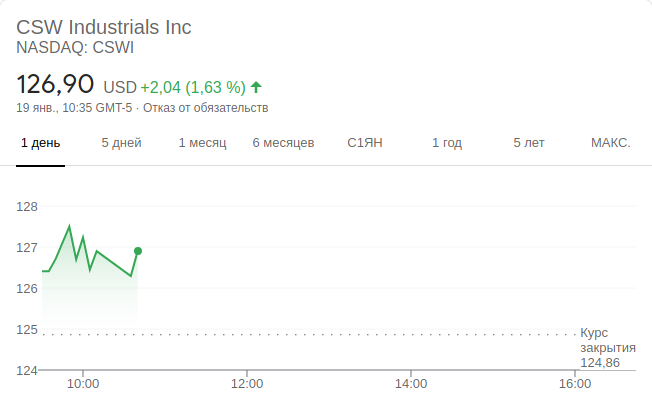 CSW Industrials Inc
NASDAQ: CSWI
126,90 USD +2,04 (1,63 %)
19 янв., 10:35 GMT-5 · Отказ от обязательств
1 день 5 дней 1 месяц 6 месяцев С1ЯН 1 год 5 лет МАКС.
128
127
126
125
Курс
закрытия
124,86
124
10:00 12:00 14:00 16:00